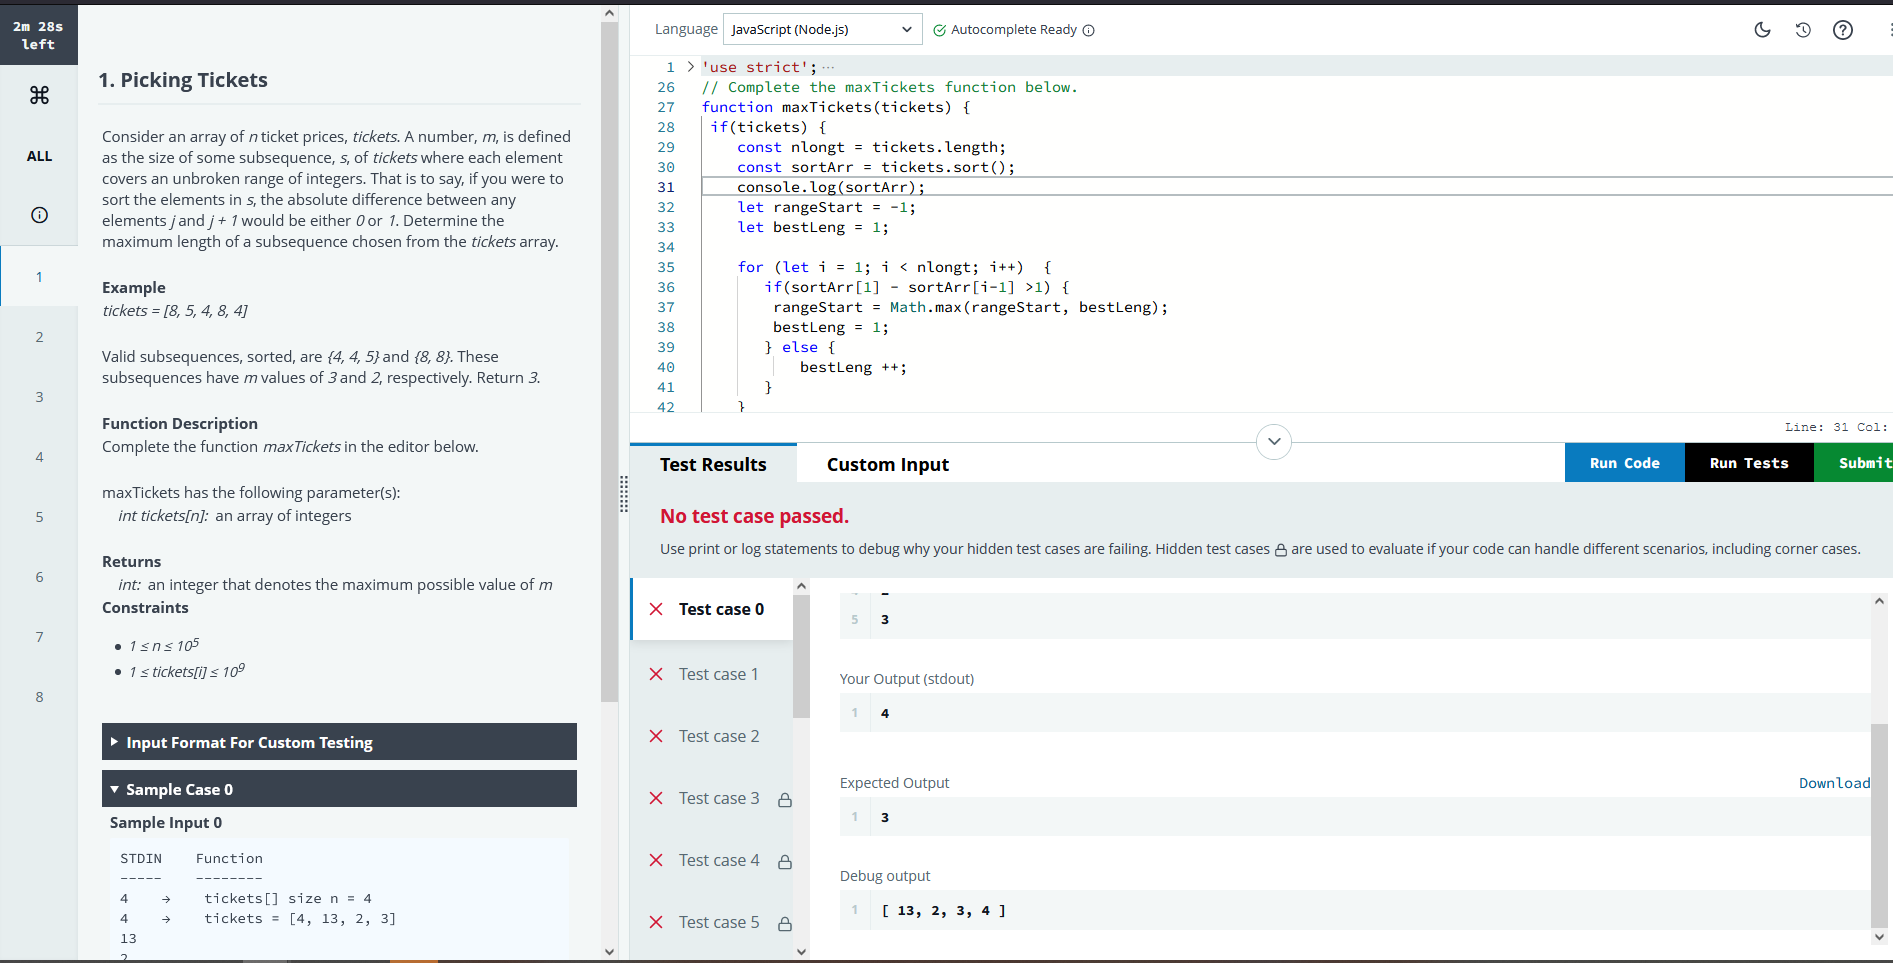 2m 28s
left
ALL
1
2
3
4
5
6
7
8
1. Picking Tickets
Consider an array of n ticket prices, tickets. A number, m, is defined
as the size of some subsequence, s, of tickets where each element
covers an unbroken range of integers. That is to say, if you were to
sort the elements in s, the absolute difference between any
elements j and j + 1 would be either 0 or 1. Determine the
maximum length of a subsequence chosen from the tickets array.
Example
tickets = [8, 5, 4, 8, 4]
Valid subsequences, sorted, are {4, 4, 5} and {8, 8}. These
subsequences have m values of 3 and 2, respectively. Return 3.
Function Description
Complete the function maxTickets in the editor below.
maxTickets has the following parameter(s):
int tickets[n]: an array of integers
Returns
int: an integer that denotes the maximum possible value of m
Constraints
• 1 ≤ n ≤ 10⁵
• 1 ≤ tickets[i] ≤ 10⁹
Input Format For Custom Testing
Sample Case 0
Sample Input 0
STDIN Function
----- --------
4 → tickets[] size n = 4
4 → tickets = [4, 13, 2, 3]
13
2
Language JavaScript (Node.js) Autocomplete Ready
1 > 'use strict'; ···
26 // Complete the maxTickets function below.
27 function maxTickets(tickets) {
28 if(tickets) {
29 const nlongt = tickets.length;
30 const sortArr = tickets.sort();
31 console.log(sortArr);
32 let rangeStart = -1;
33 let bestLeng = 1;
34
35 for (let i = 1; i < nlongt; i++) {
36 if(sortArr[1] - sortArr[i-1] >1) {
37 rangeStart = Math.max(rangeStart, bestLeng);
38 bestLeng = 1;
39 } else {
40 bestLeng ++;
41 }
42 }
Line: 31 Col:
Test Results Custom Input Run Code Run Tests Submit
No test case passed.
Use print or log statements to debug why your hidden test cases are failing. Hidden test cases are used to evaluate if your code can handle different scenarios, including corner cases.
Test case 0
Test case 1
Test case 2
Test case 3
Test case 4
Test case 5
5 3
Your Output (stdout)
1 4
Expected Output Download
1 3
Debug output
1 [ 13, 2, 3, 4 ]